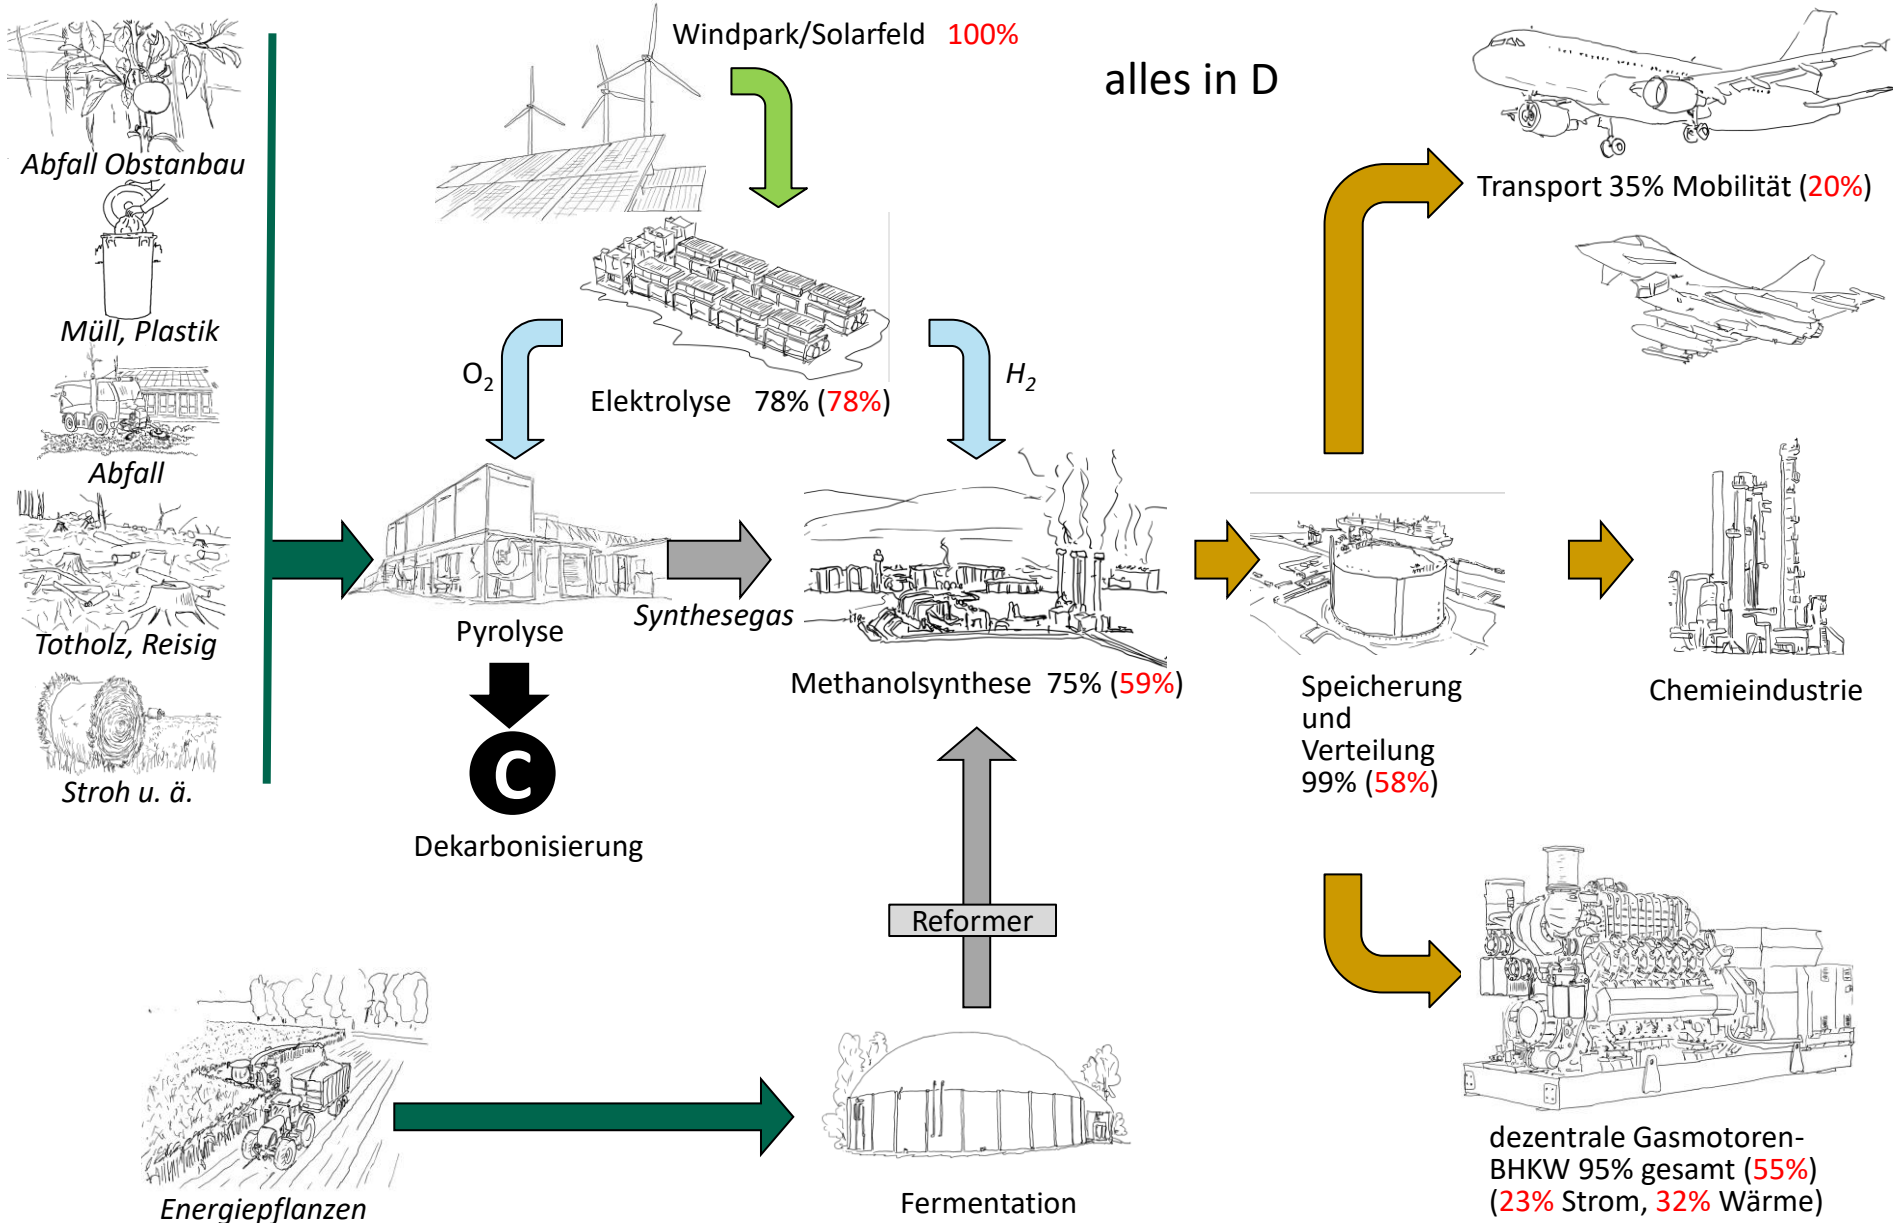 Windpark/Solarfeld 100%
alles in D
Abfall Obstanbau
Transport 35% Mobilität (20%)
Müll, Plastik
O2
H2
Elektrolyse 78% (78%)
Abfall
Totholz, Reisig
Pyrolyse
Synthesegas
Methanolsynthese 75% (59%)
Speicherung
und
Verteilung
99% (58%)
Chemieindustrie
Stroh u. ä.
C
Dekarbonisierung
Reformer
Energiepflanzen
Fermentation
dezentrale Gasmotoren-
BHKW 95% gesamt (55%)
(23% Strom, 32% Wärme)